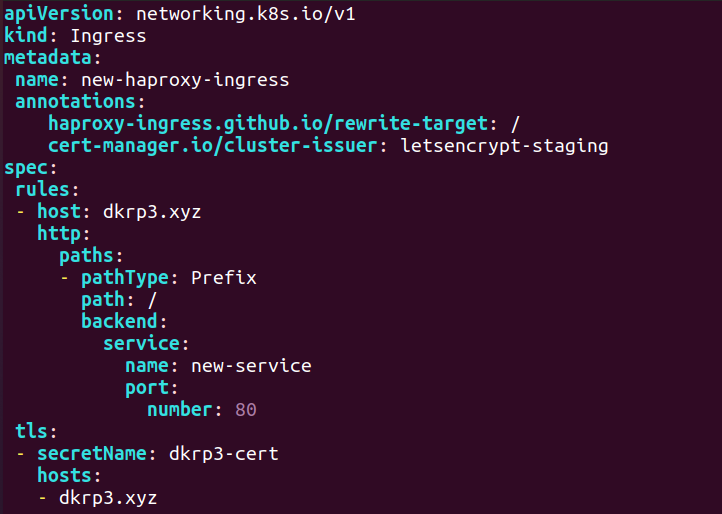 apiVersion: networking.k8s.io/v1
kind: Ingress
metadata:
 name: new-haproxy-ingress
 annotations:
    haproxy-ingress.github.io/rewrite-target: /
    cert-manager.io/cluster-issuer: letsencrypt-staging
spec:
 rules:
 - host: dkrp3.xyz
   http:
     paths:
     - pathType: Prefix
       path: /
       backend:
         service:
           name: new-service
           port:
             number: 80
 tls:
 - secretName: dkrp3-cert
   hosts:
   - dkrp3.xyz